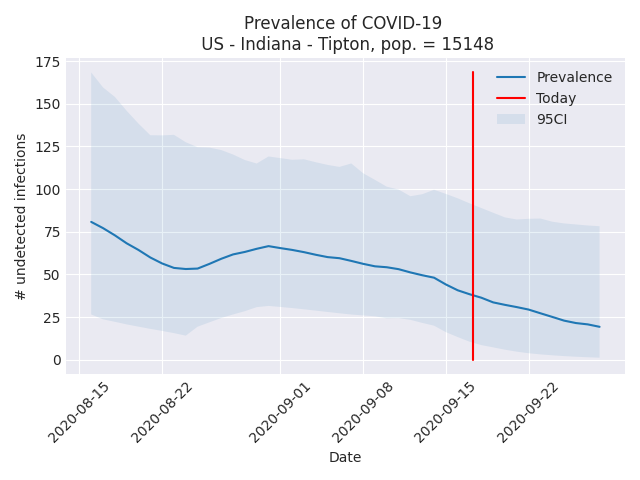 Prevalence of COVID-19
US - Indiana - Tipton, pop. = 15148
# undetected infections
175
150
125
100
75
50
25
0
Prevalence
Today
95CI
2020-08-15
2020-08-22
2020-09-01
2020-09-08
2020-09-15
2020-09-22
Date